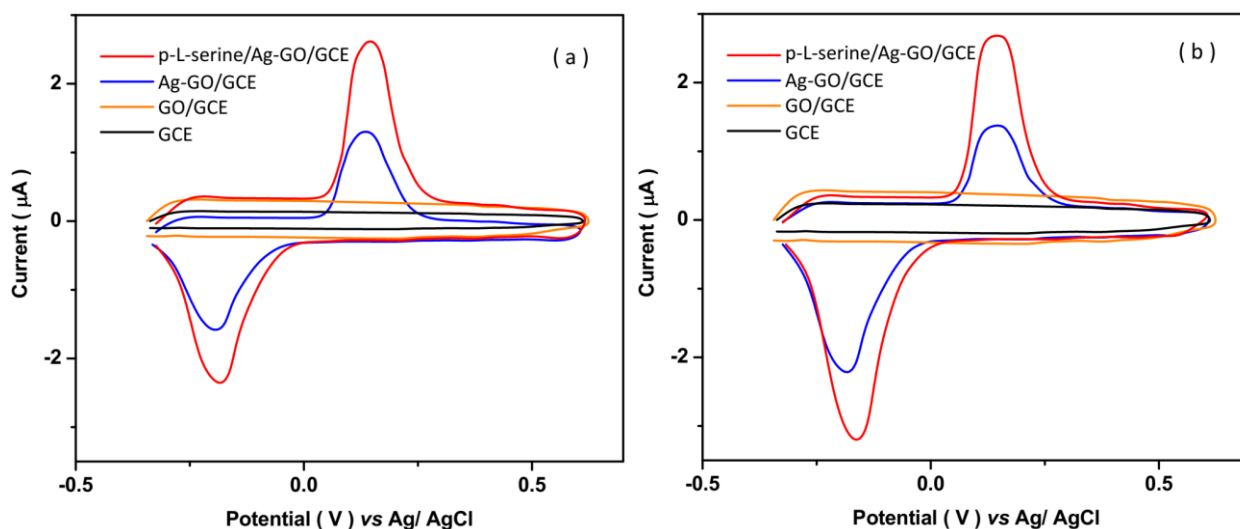 p-L-serine/Ag-GO/GCE
Ag-GO/GCE
GO/GCE
GCE
( a )
2
0
-2
-0.5
0.0
0.5
Current ( μA )
Potential ( V ) vs Ag/ AgCl
p-L-serine/Ag-GO/GCE
Ag-GO/GCE
GO/GCE
GCE
( b )
2
0
-2
-0.5
0.0
0.5
Current ( μA )
Potential ( V ) vs Ag/ AgCl